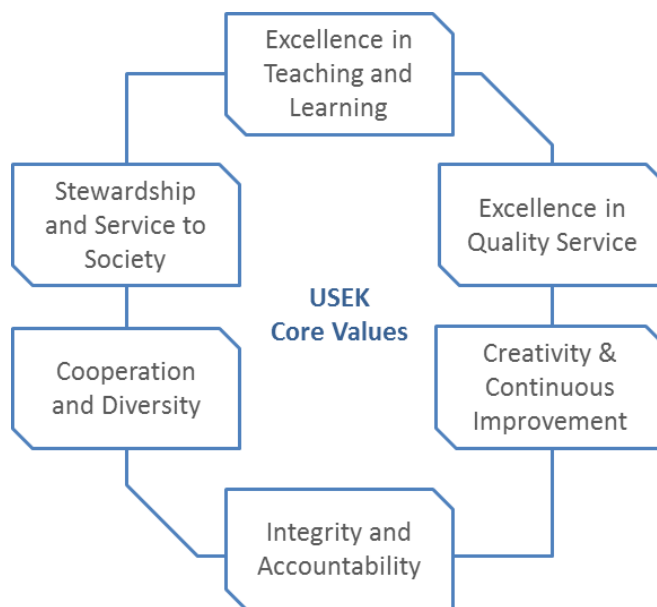 Excellence in
Teaching and
Learning
Stewardship
and Service to
Society
Excellence in
Quality Service
USEK
Core Values
Cooperation
and Diversity
Creativity &
Continuous
Improvement
Integrity and
Accountability